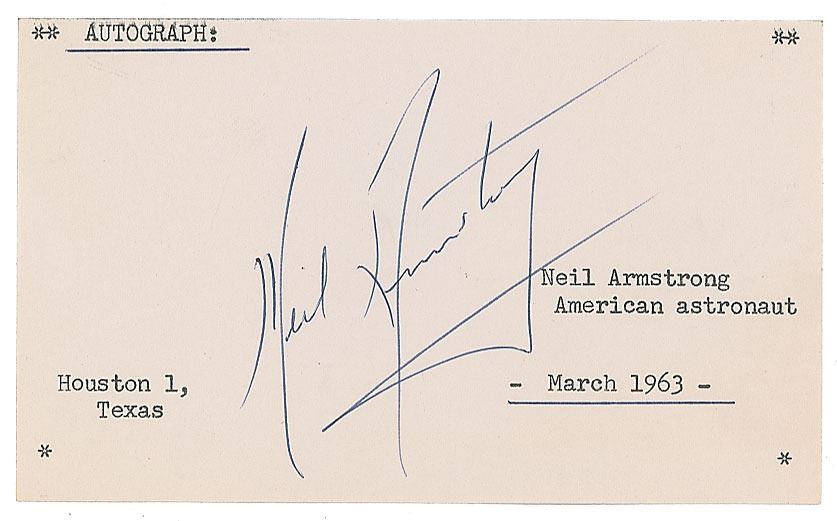 ** AUTOGRAPH: **
Neil Armstrong
Neil Armstrong
American astronaut
Houston 1,
Texas
- March 1963 -
* *